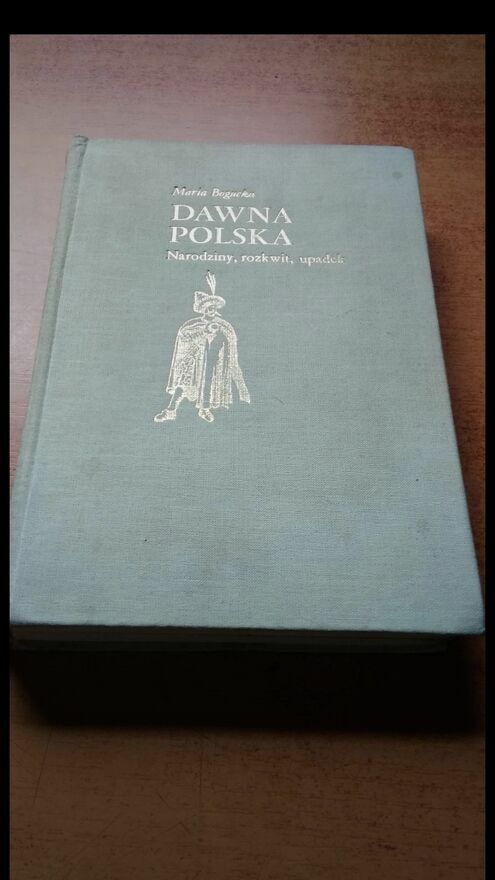 Maria Bogucka
DAWNA
POLSKA
Narodziny, rozkwit, upadek